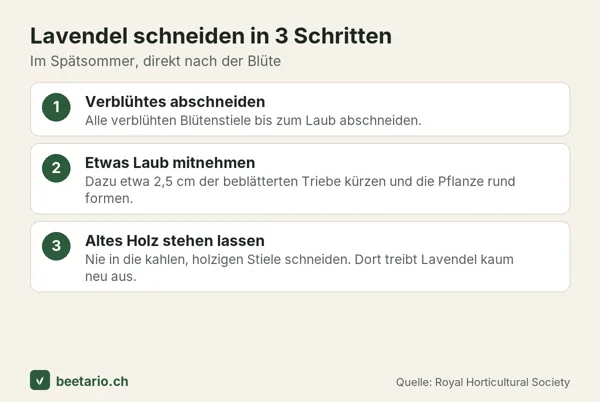 Lavendel schneiden in 3 Schritten
Im Spätsommer, direkt nach der Blüte
1
Verblühtes abschneiden
Alle verblühten Blütenstiele bis zum Laub abschneiden.
2
Etwas Laub mitnehmen
Dazu etwa 2,5 cm der beblätterten Triebe kürzen und die Pflanze rund
formen.
3
Altes Holz stehen lassen
Nie in die kahlen, holzigen Stiele schneiden. Dort treibt Lavendel kaum
neu aus.
beetario.ch
Quelle: Royal Horticultural Society